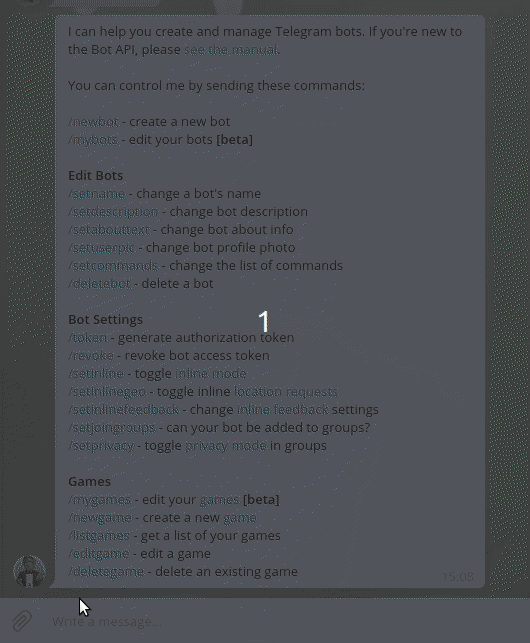 I can help you create and manage Telegram bots. If you're new to
the Bot API, please see the manual.
You can control me by sending these commands:
/newbot - create a new bot
/mybots - edit your bots [beta]
Edit Bots
/setname - change a bot's name
/setdescription - change bot description
/setabouttext - change bot about info
/setuserpic - change bot profile photo
/setcommands - change the list of commands
/deletebot - delete a bot
Bot Settings
1
/token - generate authorization token
/revoke - revoke bot access token
/setinline - toggle inline mode
/setinlinegeo - toggle inline location requests
/setinlinefeedback - change inline feedback settings
/setjoingroups - can your bot be added to groups?
/setprivacy - toggle privacy mode in groups
Games
/mygames - edit your games [beta]
/newgame - create a new game
/listgames - get a list of your games
/editgame - edit a game
/deletegame - delete an existing game
15:08
Write a message...